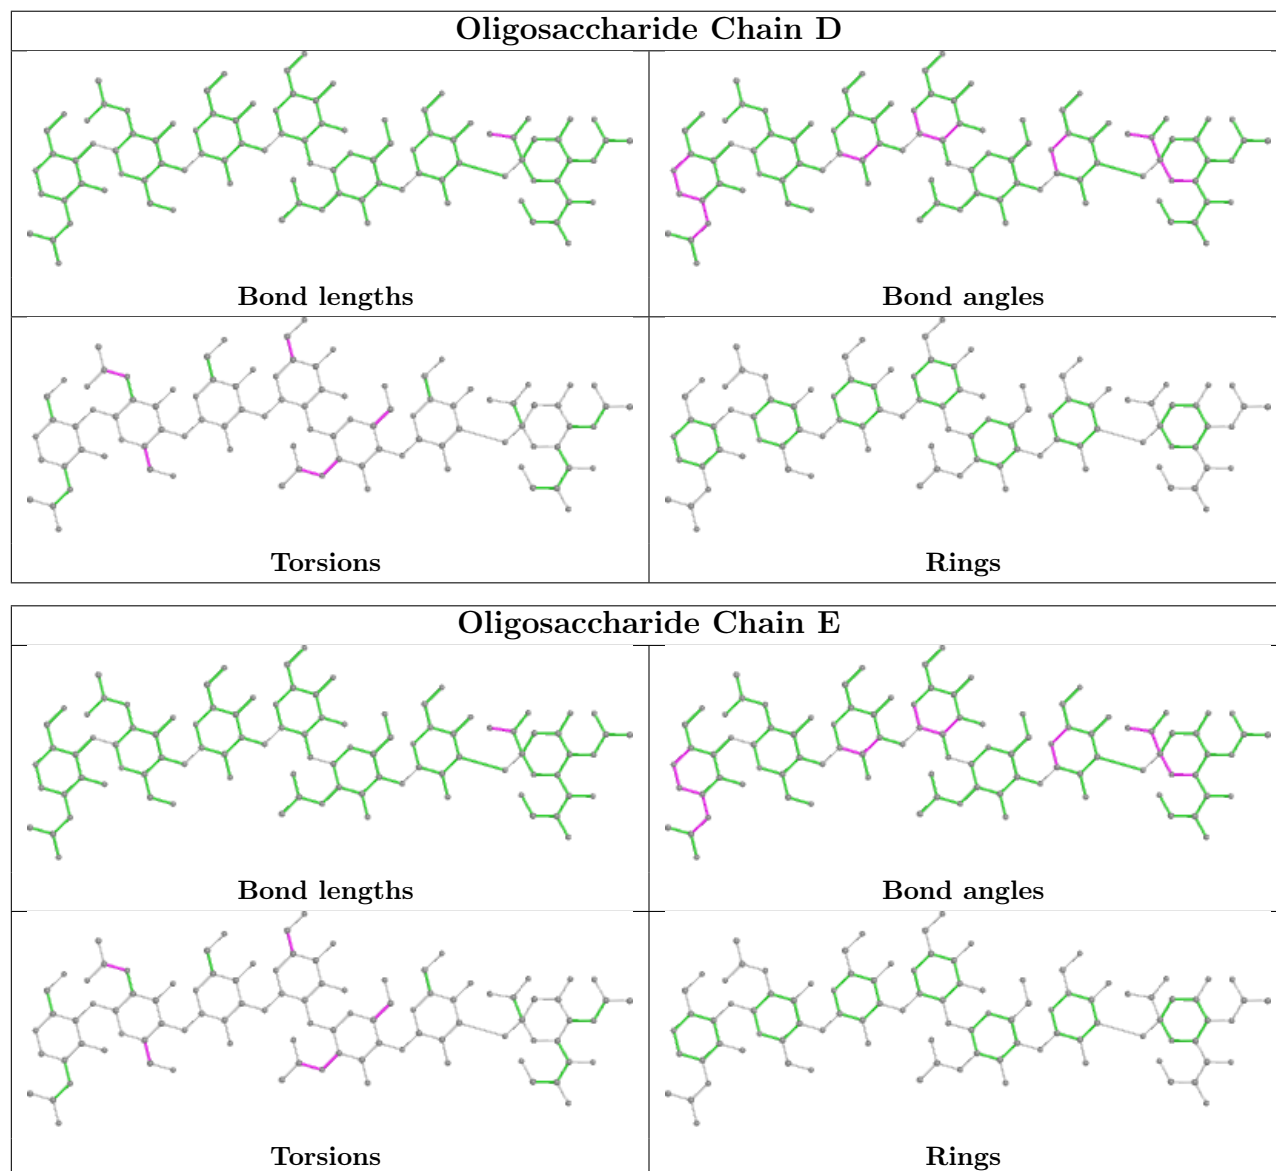 Oligosaccharide Chain D
Bond lengths
Bond angles
Torsions
Rings
Oligosaccharide Chain E
Bond lengths
Bond angles
Torsions
Rings